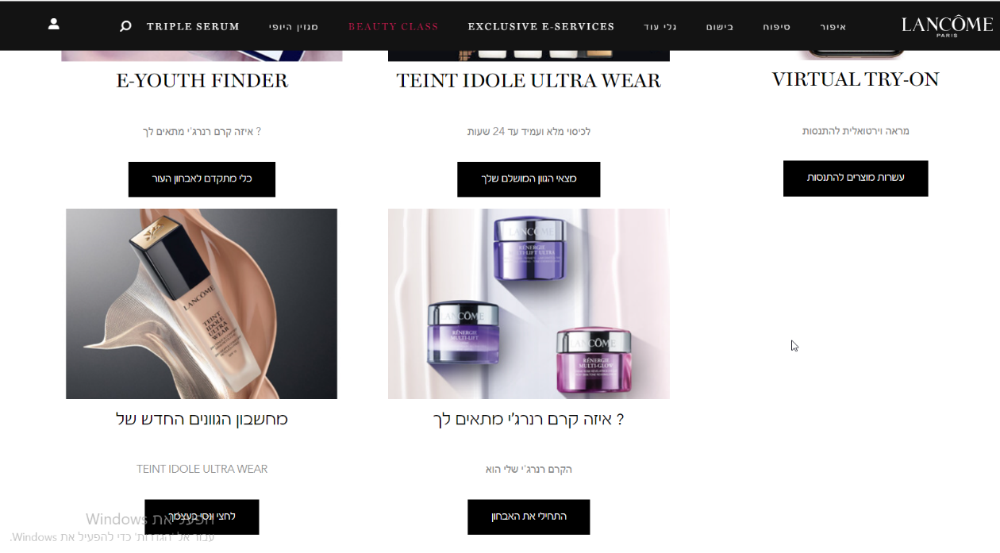 LANCÔME
PARIS
איפור
טיפוח
בישום
גלי עוד
EXCLUSIVE E-SERVICES
BEAUTY CLASS
מגזין היופי
TRIPLE SERUM
VIRTUAL TRY-ON
מראה וירטואלית להתנסות
עשרות מוצרים להתנסות
TEINT IDOLE ULTRA WEAR
לכיסוי מלא ועמיד עד 24 שעות
מצאי הגוון המושלם שלך
E-YOUTH FINDER
איזה קרם רנרג'י מתאים לך ?
כלי מתקדם לאבחון העור
LANCÔME
RÉNERGIE
MULTI-LIFT ULTRA
LANCÔME
RÉNERGIE
MULTI-LIFT
LANCÔME
RÉNERGIE
MULTI-GLOW
איזה קרם רנרג'י מתאים לך ?
הקרם רנרג'י שלי הוא
התחילי את האבחון
LANCÔME
TEINT
IDOLE
ULTRA
WEAR
מחשבון הגוונים החדש של
TEINT IDOLE ULTRA WEAR
לחצי ונסי בעצמך
הפעל את Windows
עבור אל 'הגדרות' כדי להפעיל את Windows.